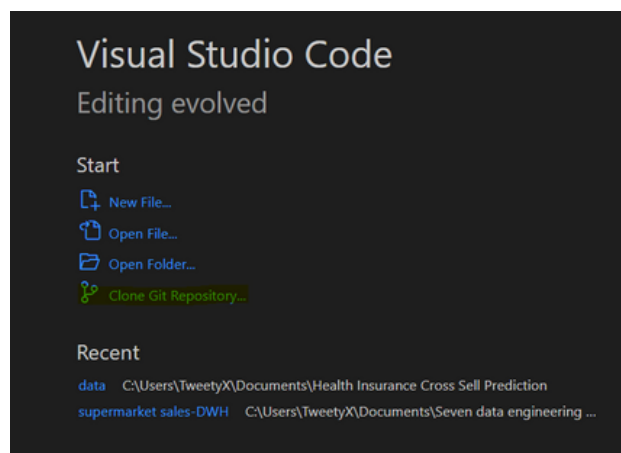 Visual Studio Code
Editing evolved
Start
New File...
Open File...
Open Folder...
Clone Git Repository...
Recent
data C:\Users\TweetyX\Documents\Health Insurance Cross Sell Prediction
supermarket sales-DWH C:\Users\TweetyX\Documents\Seven data engineering ...